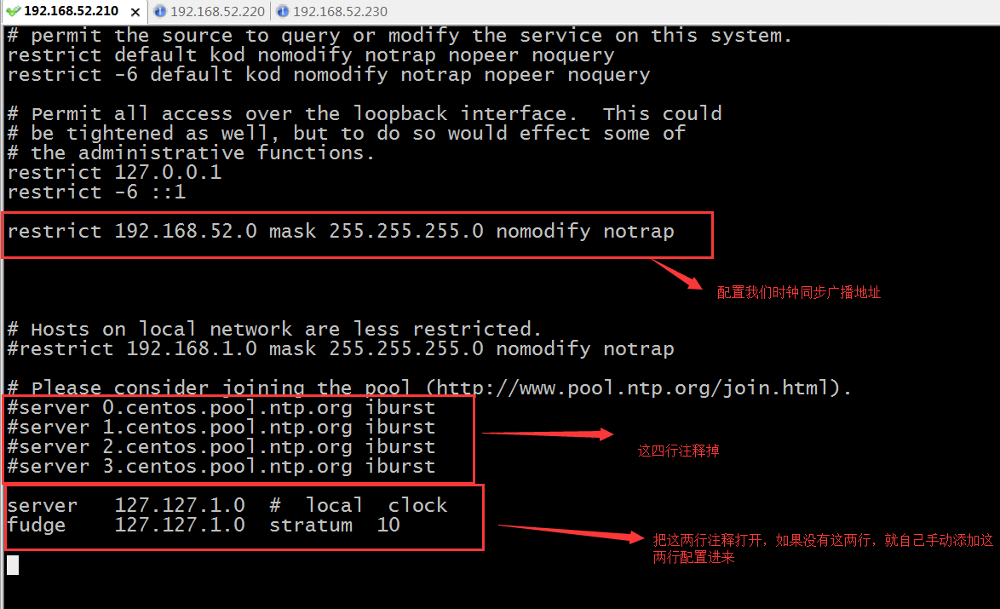 192.168.52.210 × 192.168.52.220 192.168.52.230
# permit the source to query or modify the service on this system.
restrict default kod nomodify notrap nopeer noquery
restrict -6 default kod nomodify notrap nopeer noquery
# Permit all access over the loopback interface.  This could
# be tightened as well, but to do so would effect some of
# the administrative functions.
restrict 127.0.0.1
restrict -6 ::1
restrict 192.168.52.0 mask 255.255.255.0 nomodify notrap
配置我们时钟同步广播地址
# Hosts on local network are less restricted.
#restrict 192.168.1.0 mask 255.255.255.0 nomodify notrap
# Please consider joining the pool (http://www.pool.ntp.org/join.html).
#server 0.centos.pool.ntp.org iburst
#server 1.centos.pool.ntp.org iburst
#server 2.centos.pool.ntp.org iburst
#server 3.centos.pool.ntp.org iburst
这四行注释掉
server   127.127.1.0  #  local  clock
fudge    127.127.1.0  stratum  10
把这两行注释打开，如果没有这两行，就自己手动添加这
两行配置进来